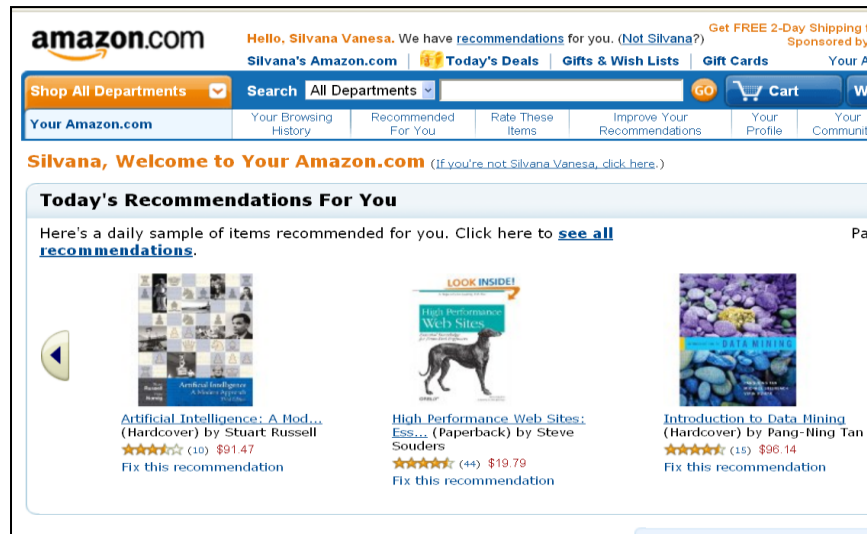 amazon.com
Hello, Silvana Vanesa. We have recommendations for you. (Not Silvana?)
Get FREE 2-Day Shipping
Sponsored by
Silvana's Amazon.com | Today's Deals | Gifts & Wish Lists | Gift Cards
Your A
Shop All Departments
Search All Departments
GO
Cart
W
Your Amazon.com
Your Browsing
History
Recommended
For You
Rate These
Items
Improve Your
Recommendations
Your
Profile
Your
Communit
Silvana, Welcome to Your Amazon.com (If you're not Silvana Vanesa, click here.)
Today's Recommendations For You
Here's a daily sample of items recommended for you. Click here to see all
recommendations.
Pa
Artificial Intelligence
A Modern Approach
Artificial Intelligence: A Mod...
(Hardcover) by Stuart Russell
(10) $91.47
Fix this recommendation
LOOK INSIDE!
High Performance
Web Sites
High Performance Web Sites:
Ess... (Paperback) by Steve
Souders
(44) $19.79
Fix this recommendation
DATA MINING
Introduction to Data Mining
(Hardcover) by Pang-Ning Tan
(15) $96.14
Fix this recommendation